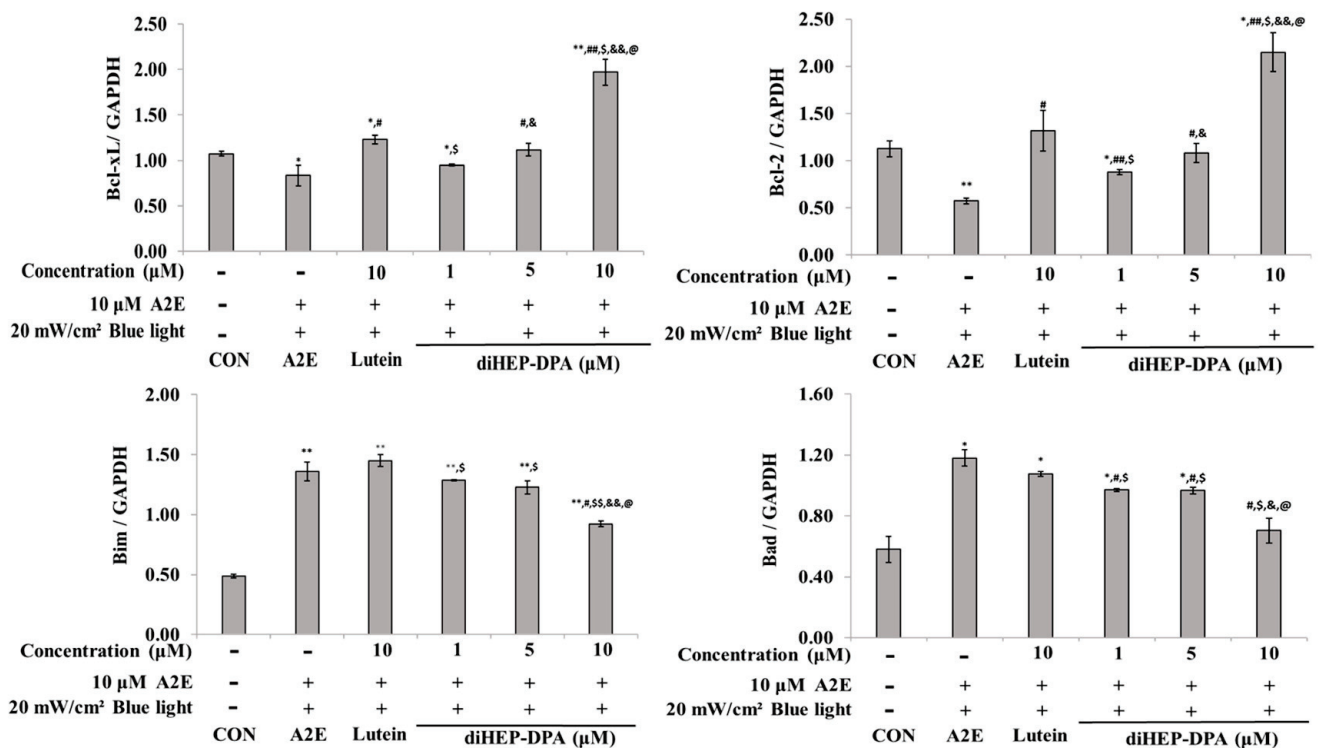 2.50
2.00
1.50
1.00
0.50
0.00
Bcl-xL/ GAPDH
*
*,#
*,$
#,&
**,##,$,&&,@
Concentration (µM) - - 10 1 5 10
10 µM A2E - + + + + +
20 mW/cm² Blue light - + + + + +
CON A2E Lutein diHEP-DPA (µM)
2.50
2.00
1.50
1.00
0.50
0.00
Bcl-2 / GAPDH
**
#
*,##,$
#,&
*,##,$,&&,@
Concentration (µM) - - 10 1 5 10
10 µM A2E - + + + + +
20 mW/cm² Blue light - + + + + +
CON A2E Lutein diHEP-DPA (µM)
2.00
1.50
1.00
0.50
0.00
Bim / GAPDH
**
**
**,$
**,$
**,#,$$,&&,@
Concentration (µM) - - 10 1 5 10
10 µM A2E - + + + + +
20 mW/cm² Blue light - + + + + +
CON A2E Lutein diHEP-DPA (µM)
1.60
1.20
0.80
0.40
0.00
Bad / GAPDH
*
*
*,#,$
*,#,$
#,$,&,@
Concentration (µM) - - 10 1 5 10
10 µM A2E - + + + + +
20 mW/cm² Blue light - + + + + +
CON A2E Lutein diHEP-DPA (µM)